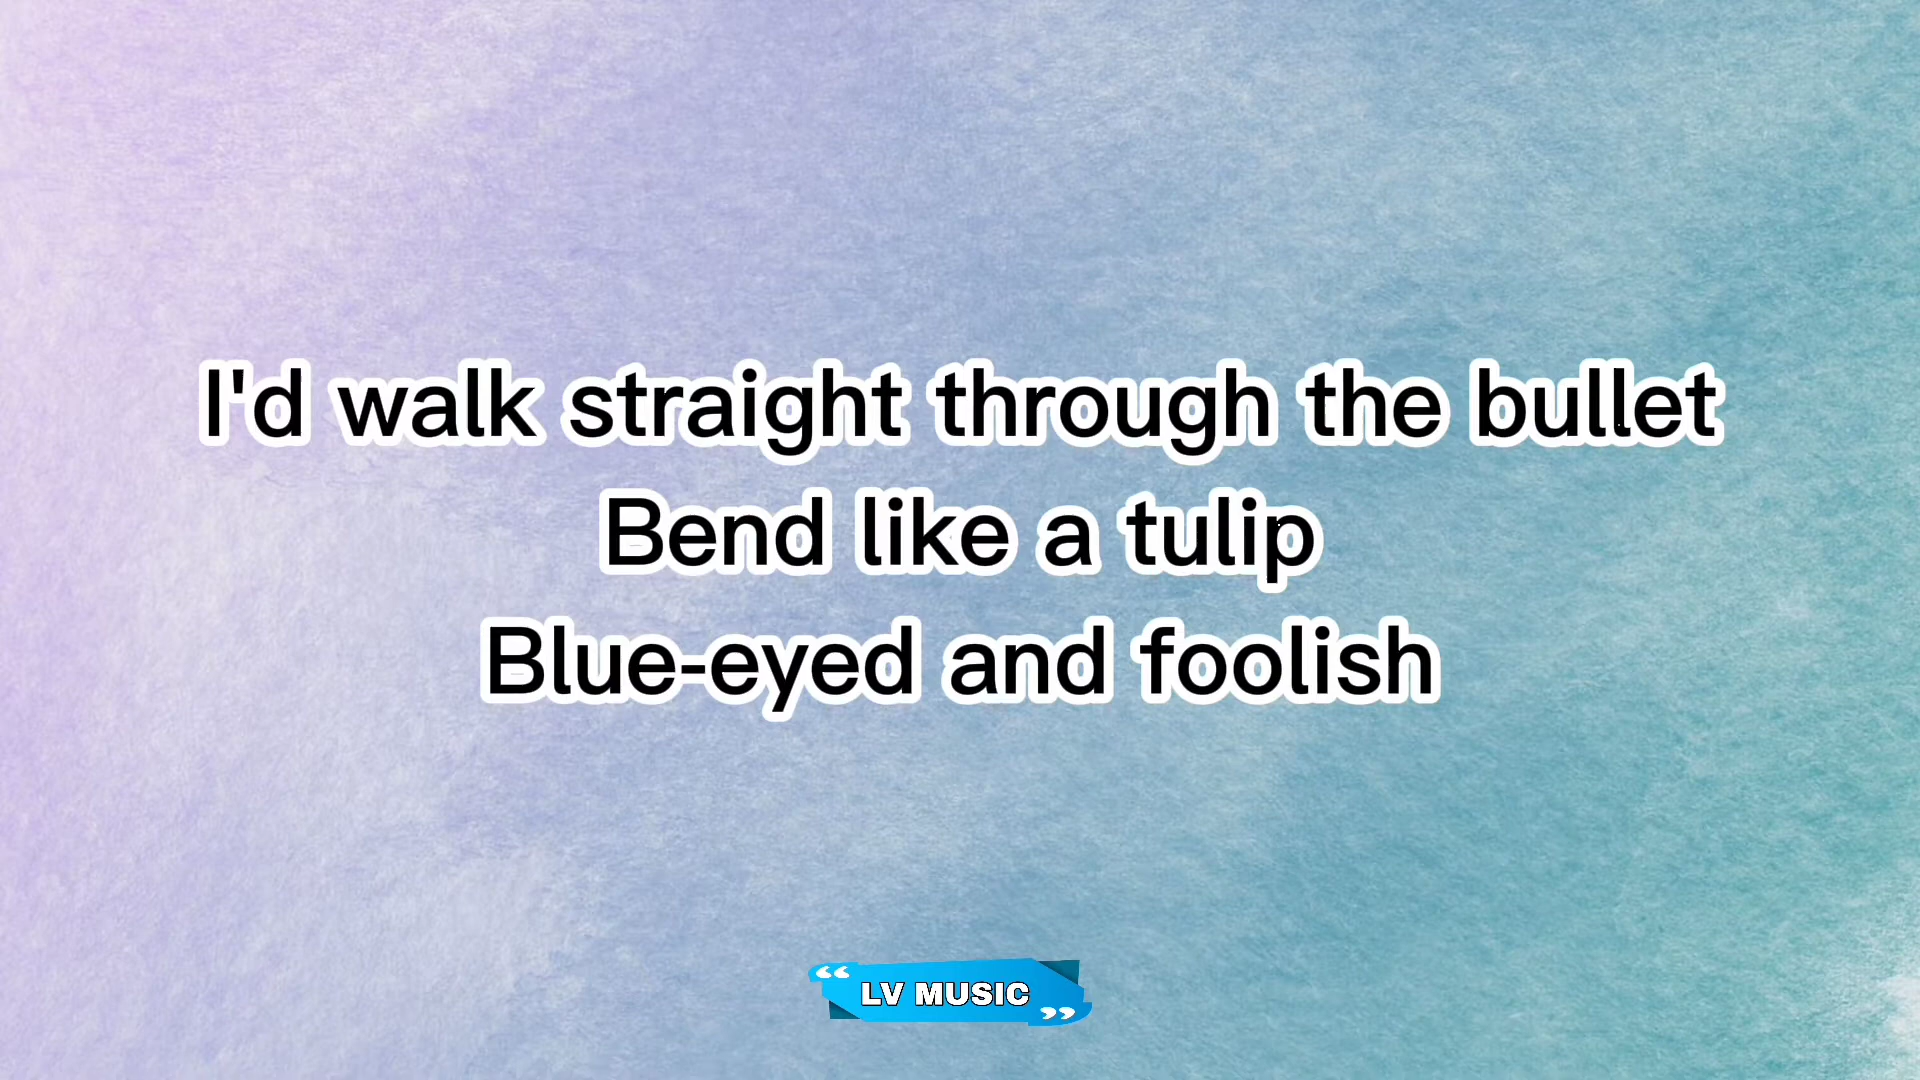 I'd walk straight through the bullet
Bend like a tulip
Blue-eyed and foolish
“ LV MUSIC ”